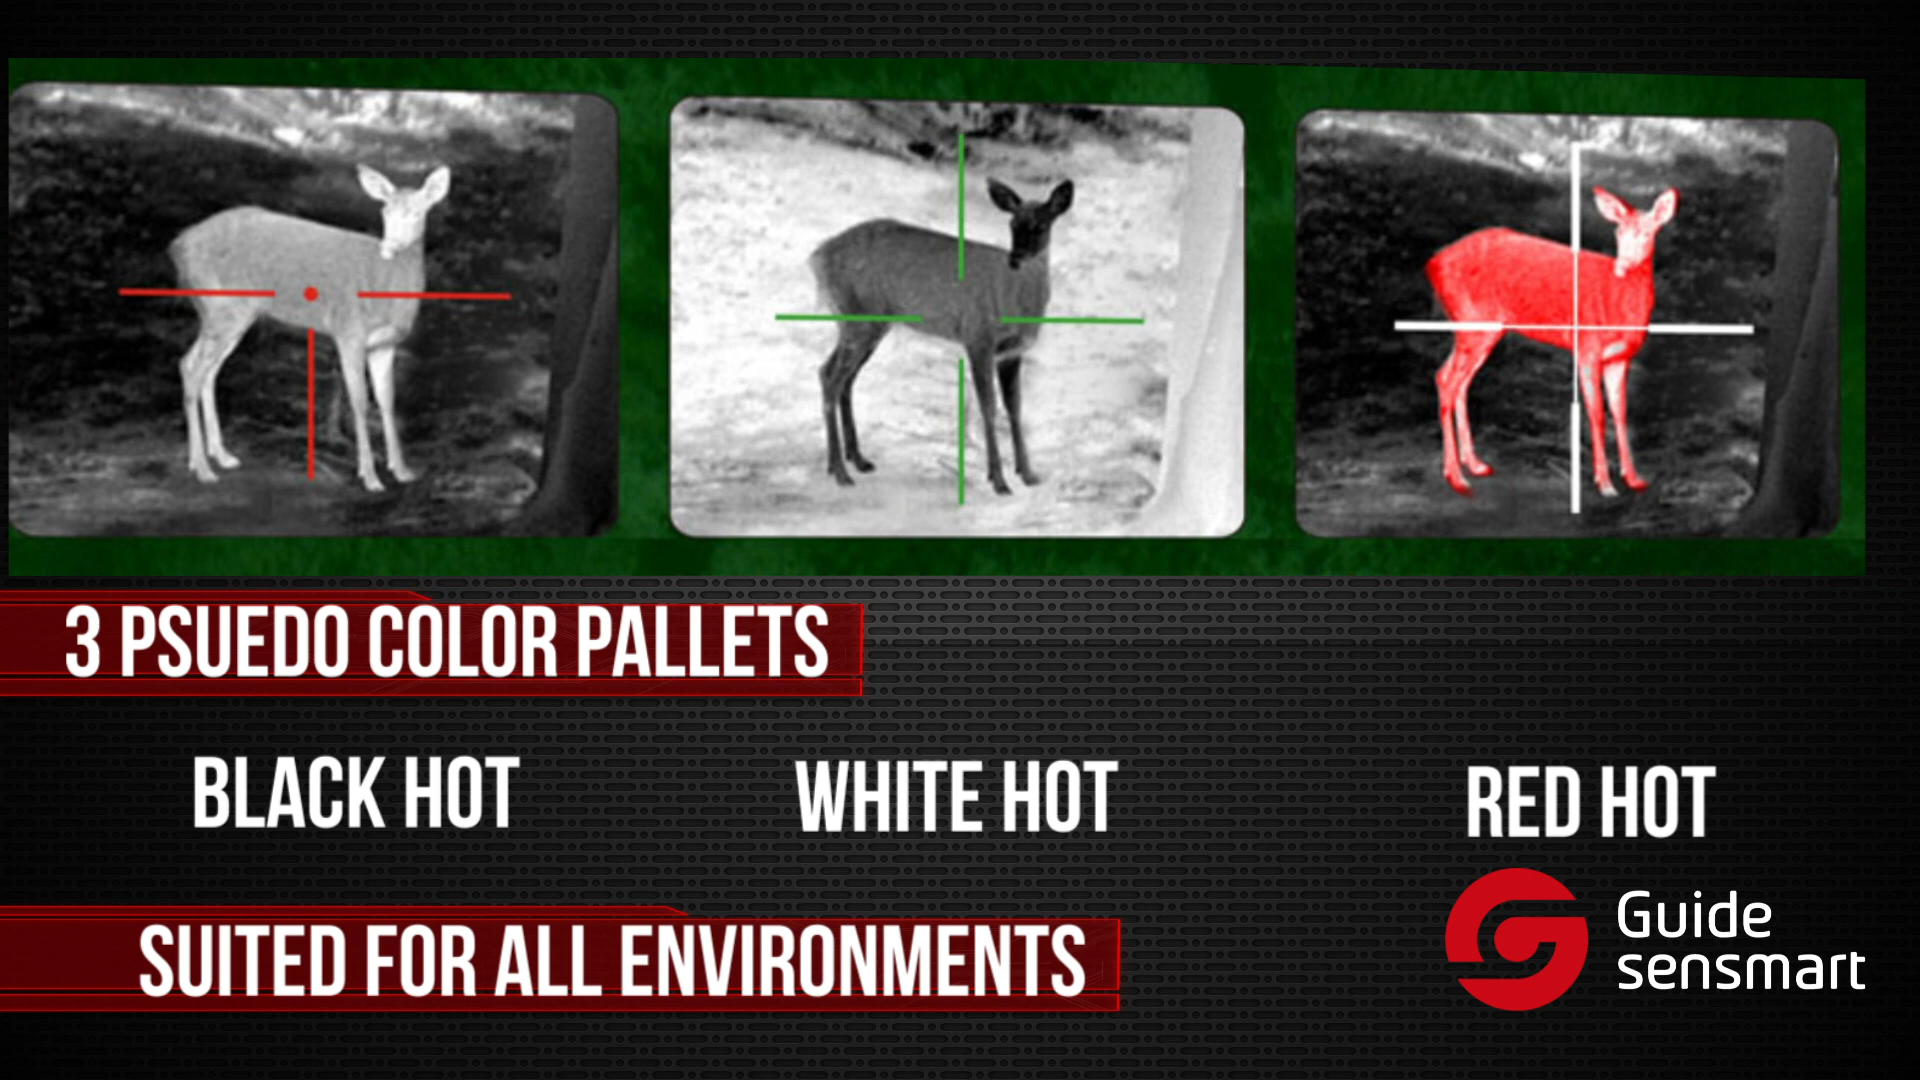 3 PSUEDO COLOR PALLETS
BLACK HOT
WHITE HOT
RED HOT
SUITED FOR ALL ENVIRONMENTS
Guide
sensmart